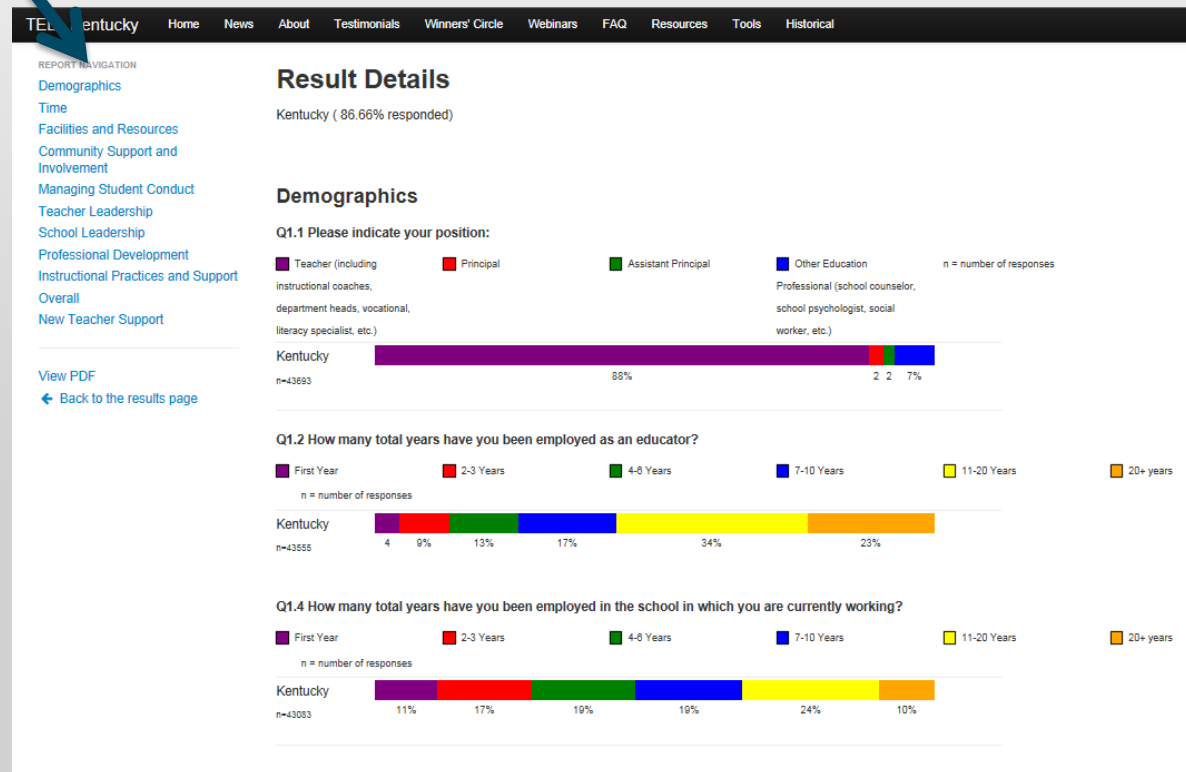 Kentucky Home News About Testimonials Winners' Circle Webinars FAQ Resources Tools Historical
REPORT NAVIGATION
Demographics
Time
Facilities and Resources
Community Support and
Involvement
Managing Student Conduct
Teacher Leadership
School Leadership
Professional Development
Instructional Practices and Support
Overall
New Teacher Support
View PDF
Back to the results page
Result Details
Kentucky ( 86.66% responded)
Demographics
Q1.1 Please indicate your position:
Teacher (including
instructional coaches,
department heads, vocational,
literacy specialist, etc.)
Principal
Assistant Principal
Other Education
Professional (school counselor,
school psychologist, social
worker, etc.)
n = number of responses
Kentucky
n=43693
88% 2 2 7%
Q1.2 How many total years have you been employed as an educator?
First Year 2-3 Years 4-6 Years 7-10 Years 11-20 Years 20+ years
n = number of responses
Kentucky
n=43555
4 9% 13% 17% 34% 23%
Q1.4 How many total years have you been employed in the school in which you are currently working?
First Year 2-3 Years 4-6 Years 7-10 Years 11-20 Years 20+ years
n = number of responses
Kentucky
n=43083
11% 17% 19% 19% 24% 10%